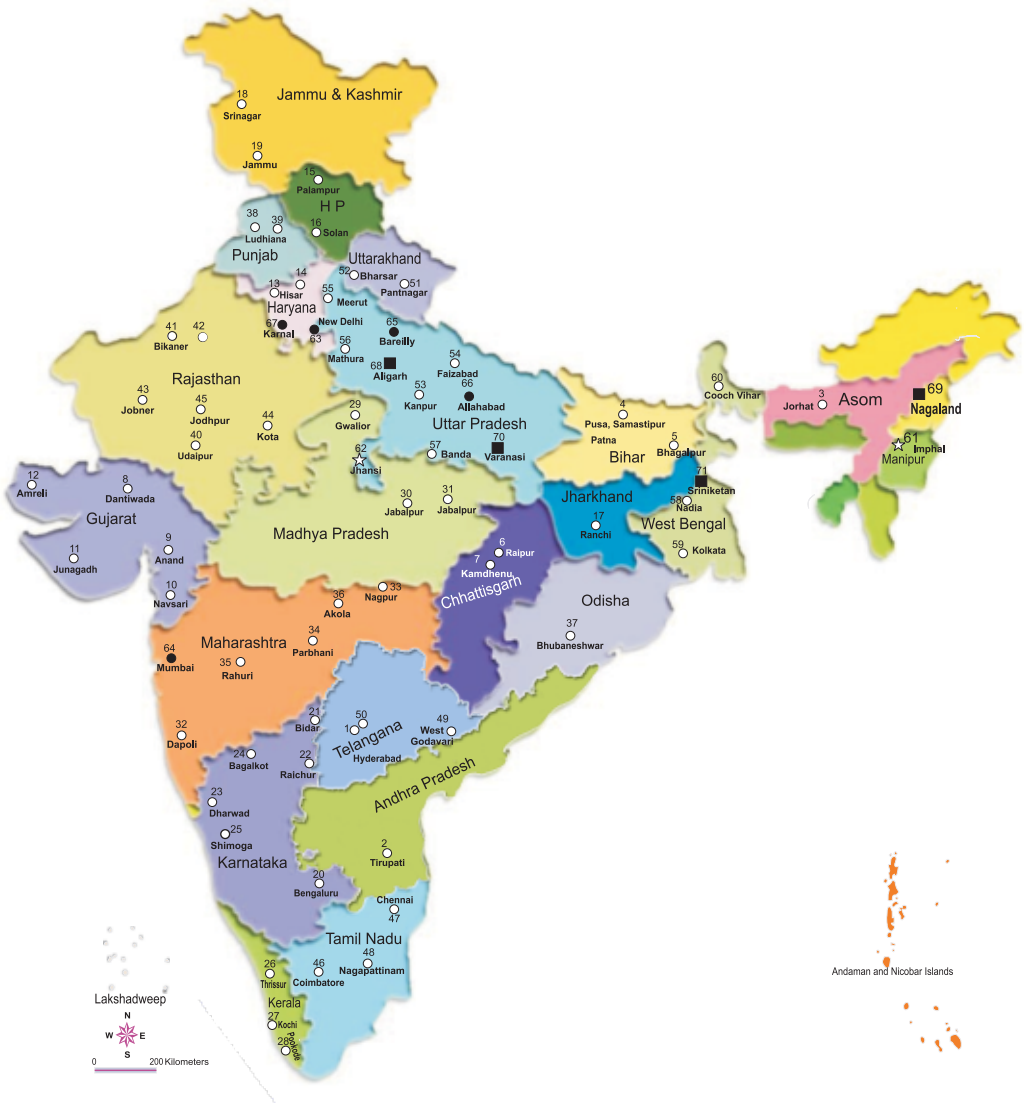 18
Srinagar
Jammu & Kashmir
19
Jammu
15
Palampur
H P
38
39
Ludhiana
16
Solan
Punjab
Uttarakhand
52
Bharsar
51
Pantnagar
13
Hisar
14
55
Meerut
Haryana
67
Karnal
New Delhi
63
65
Bareilly
41
Bikaner
42
56
Mathura
68
Aligarh
54
Faizabad
60
Cooch Vihar
3
Jorhat
Asom
69
Nagaland
Rajasthan
43
Jobner
45
Jodhpur
53
Kanpur
66
Allahabad
44
Kota
29
Gwalior
Uttar Pradesh
4
Pusa, Samastipur
Patna
40
Udaipur
62
Jhansi
57
Banda
70
Varanasi
5
Bhagalpur
Bihar
61
Imphal
Manipur
12
Amreli
8
Dantiwada
71
Sriniketan
Jharkhand
58
Nadia
30
Jabalpur
31
Jabalpur
Gujarat
17
Ranchi
West Bengal
Madhya Pradesh
11
Junagadh
9
Anand
6
Raipur
7
Kamdhenu
59
Kolkata
Chhattisgarh
10
Navsari
36
Akola
33
Nagpur
Odisha
37
Bhubaneshwar
Maharashtra
34
Parbhani
64
Mumbai
35
Rahuri
32
Dapoli
21
Bidar
50
1
Telangana
Hyderabad
49
West
Godavari
24
Bagalkot
22
Raichur
Andhra Pradesh
23
Dharwad
25
Shimoga
Karnataka
2
Tirupati
20
Bengaluru
Chennai
47
Tamil Nadu
46
Coimbatore
48
Nagapattinam
26
Thrissur
Kerala
27
Kochi
28
Pookode
Andaman and Nicobar Islands
Lakshadweep
N
W E
S
0 200 Kilometers